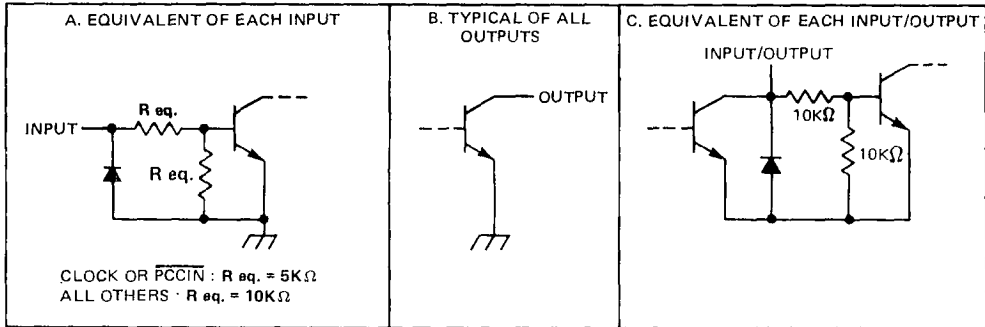 A. EQUIVALENT OF EACH INPUT
R eq.
INPUT
R eq.
CLOCK OR PCCIN : R eq. = 5KΩ
ALL OTHERS : R eq. = 10KΩ
B. TYPICAL OF ALL
OUTPUTS
OUTPUT
C. EQUIVALENT OF EACH INPUT/OUTPUT
INPUT/OUTPUT
10KΩ
10KΩ